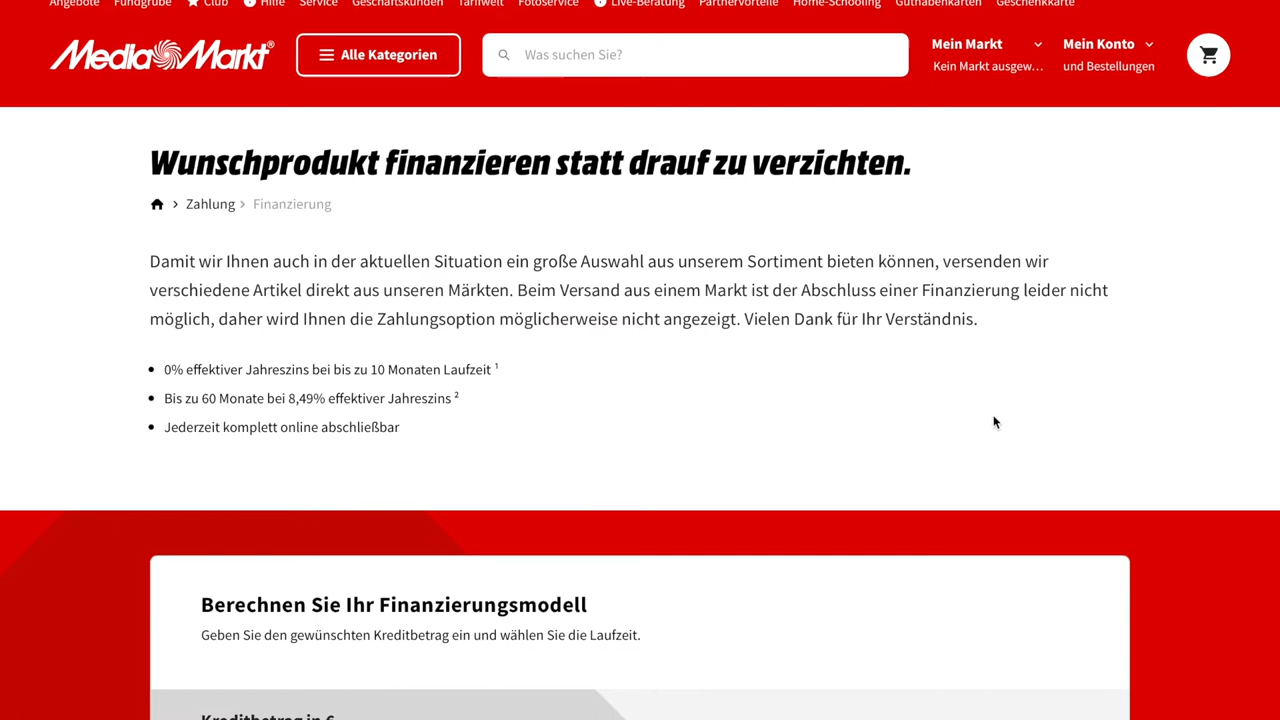 Angebote Fundgrube Club Hilfe Service Geschäftskunden Tarifwelt Fotoservice Live-Beratung Partnervorteile Home-Schooling Guthabenkarten Geschenkkarte
MediaMarkt® Alle Kategorien Was suchen Sie? Mein Markt Mein Konto
Kein Markt ausgew… und Bestellungen
Wunschprodukt finanzieren statt drauf zu verzichten.
Zahlung Finanzierung
Damit wir Ihnen auch in der aktuellen Situation ein große Auswahl aus unserem Sortiment bieten können, versenden wir
verschiedene Artikel direkt aus unseren Märkten. Beim Versand aus einem Markt ist der Abschluss einer Finanzierung leider nicht
möglich, daher wird Ihnen die Zahlungsoption möglicherweise nicht angezeigt. Vielen Dank für Ihr Verständnis.
• 0% effektiver Jahreszins bei bis zu 10 Monaten Laufzeit ¹
• Bis zu 60 Monate bei 8,49% effektiver Jahreszins ²
• Jederzeit komplett online abschließbar
Berechnen Sie Ihr Finanzierungsmodell
Geben Sie den gewünschten Kreditbetrag ein und wählen Sie die Laufzeit.
Kreditbetrag in €